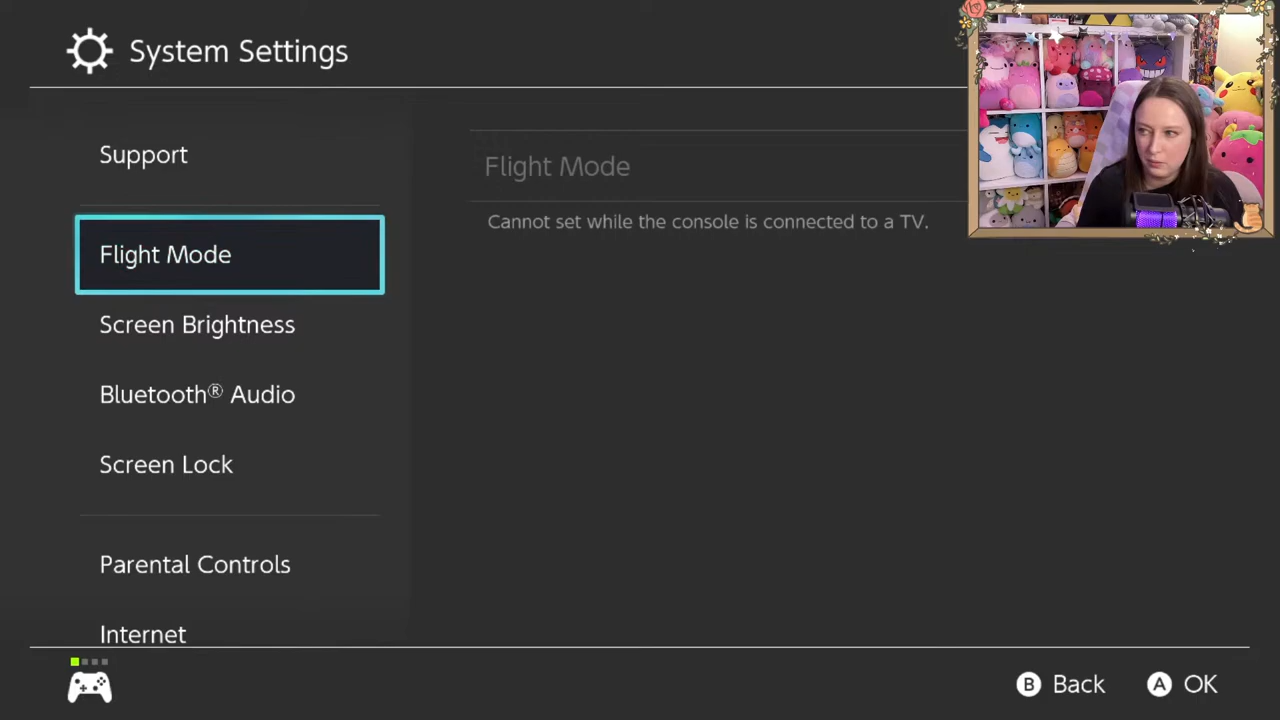 System Settings
Support
Flight Mode
Screen Brightness
Bluetooth® Audio
Screen Lock
Parental Controls
Internet
Flight Mode
Cannot set while the console is connected to a TV.
B Back
A OK